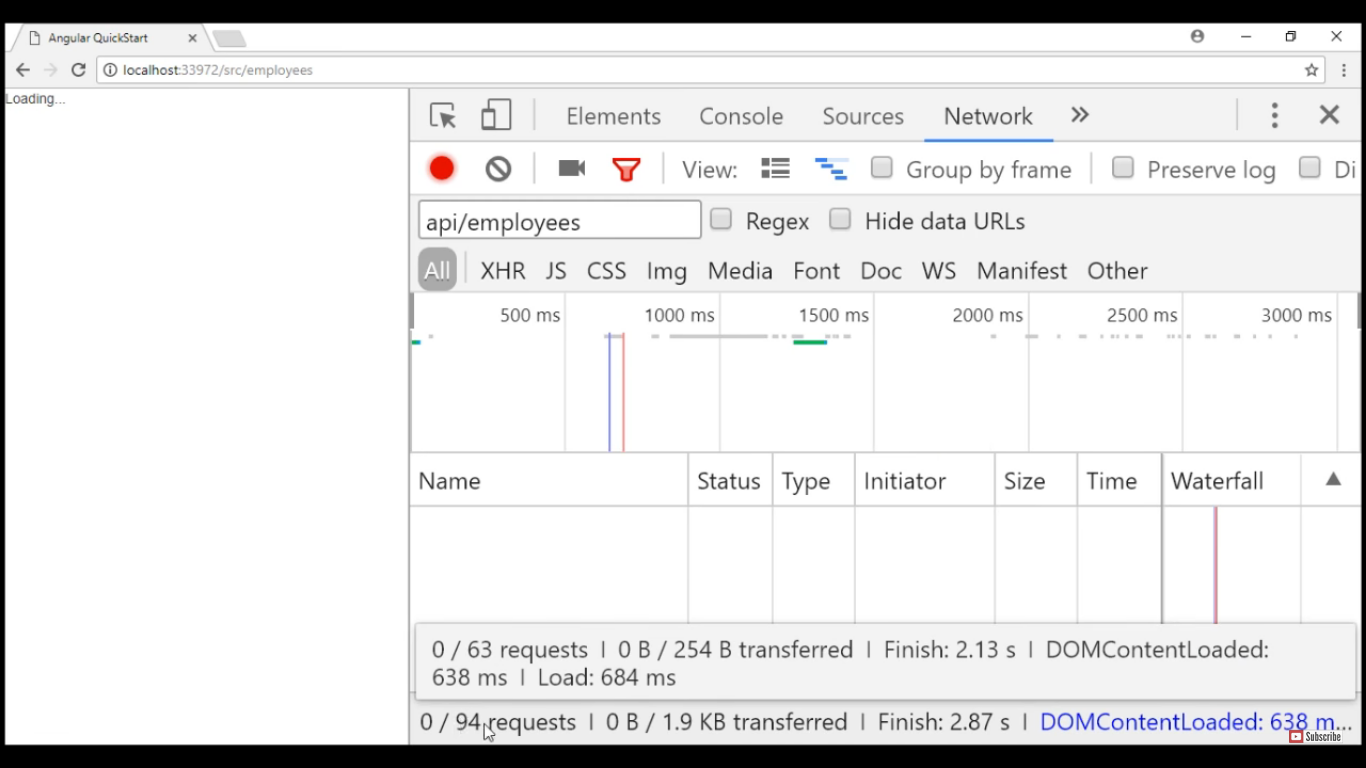 Angular QuickStart
localhost:33972/src/employees
Loading...
Elements Console Sources Network
View: Group by frame Preserve log Di
api/employees Regex Hide data URLs
All XHR JS CSS Img Media Font Doc WS Manifest Other
500 ms 1000 ms 1500 ms 2000 ms 2500 ms 3000 ms
Name Status Type Initiator Size Time Waterfall
0 / 63 requests | 0 B / 254 B transferred | Finish: 2.13 s | DOMContentLoaded:
638 ms | Load: 684 ms
0 / 94 requests | 0 B / 1.9 KB transferred | Finish: 2.87 s | DOMContentLoaded: 638 m...
Subscribe